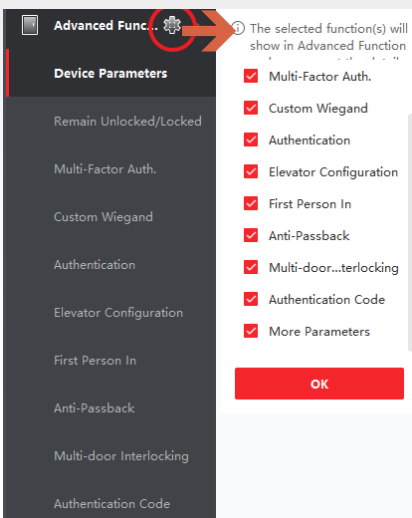 Advanced Func...
Device Parameters
Remain Unlocked/Locked
Multi-Factor Auth.
Custom Wiegand
Authentication
Elevator Configuration
First Person In
Anti-Passback
Multi-door Interlocking
Authentication Code
The selected function(s) will
show in Advanced Function
Multi-Factor Auth.
Custom Wiegand
Authentication
Elevator Configuration
First Person In
Anti-Passback
Multi-door...terlocking
Authentication Code
More Parameters
OK